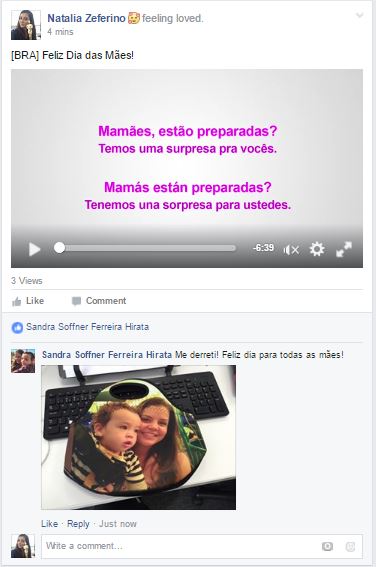 Natalia Zeferino feeling loved.
4 mins
[BRA] Feliz Dia das Mães!
Mamães, estão preparadas?
Temos uma surpresa pra vocês.
Mamás están preparadas?
Tenemos una sorpresa para ustedes.
-6:39
3 Views
Like Comment
Sandra Soffner Ferreira Hirata
Sandra Soffner Ferreira Hirata Me derreti! Feliz dia para todas as mães!
Like · Reply · Just now
Write a comment...